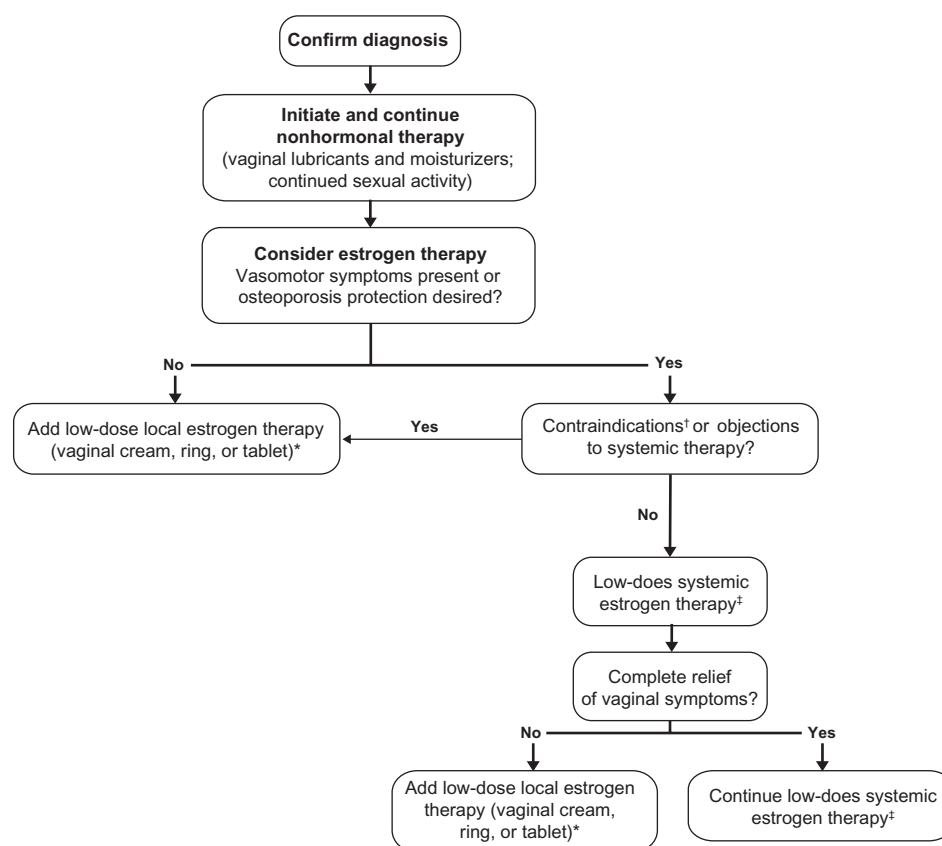 Confirm diagnosis
Initiate and continue
nonhormonal therapy
(vaginal lubricants and moisturizers;
continued sexual activity)
Consider estrogen therapy
Vasomotor symptoms present or
osteoporosis protection desired?
No
Yes
Add low-dose local estrogen therapy
(vaginal cream, ring, or tablet)*
Yes
Contraindications† or objections
to systemic therapy?
No
Low-does systemic
estrogen therapy‡
Complete relief
of vaginal symptoms?
No
Yes
Add low-dose local estrogen
therapy (vaginal cream,
ring, or tablet)*
Continue low-does systemic
estrogen therapy‡